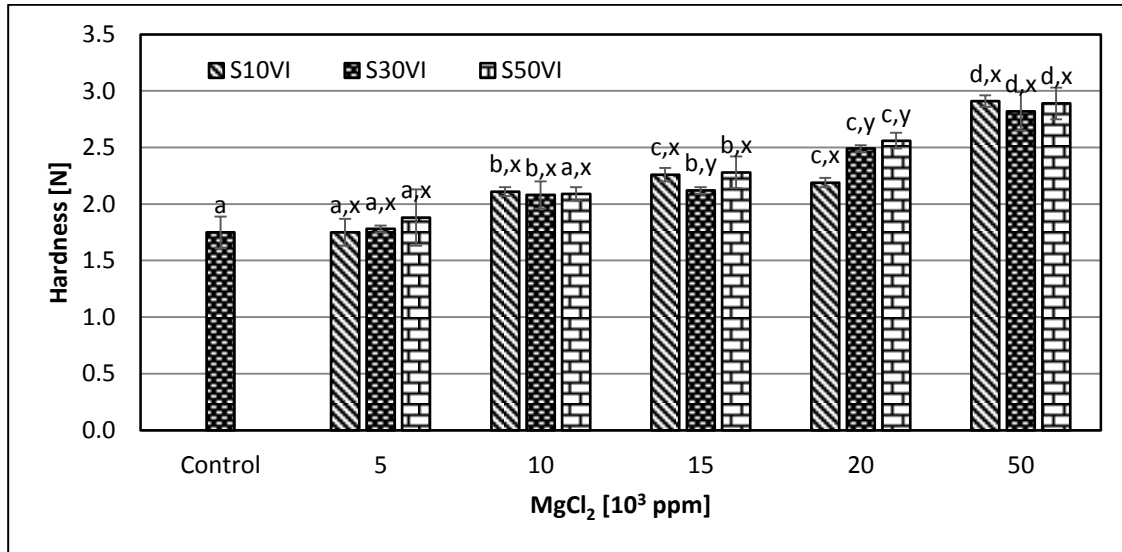 3.5
3.0
2.5
2.0
1.5
1.0
0.5
0.0
Hardness [N]
S10VI S30VI S50VI
a
a,x a,x a,x
b,x b,x a,x
c,x b,y b,x
c,x c,y c,y
d,x d,x d,x
Control 5 10 15 20 50
MgCl₂ [10³ ppm]